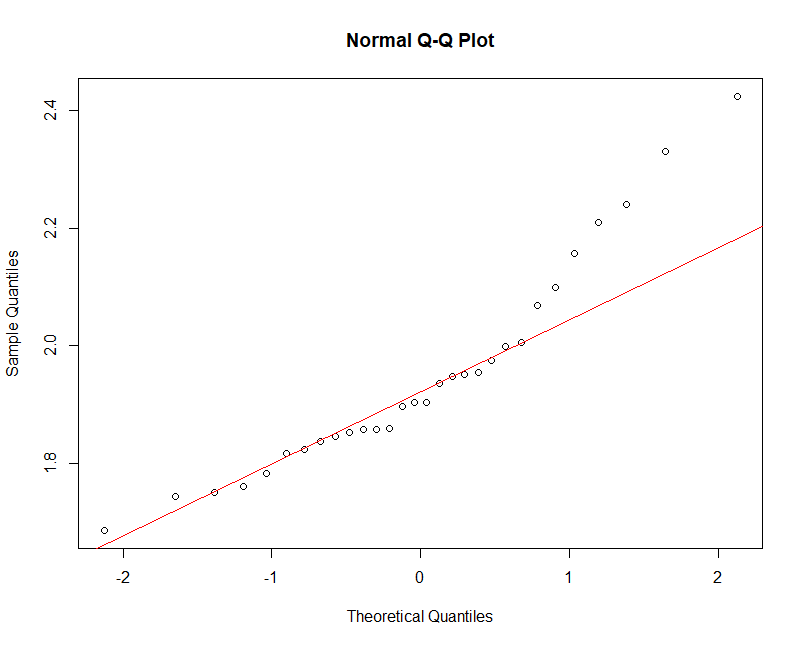 Normal Q-Q Plot
2.4
2.2
2.0
1.8
Sample Quantiles
-2 -1 0 1 2
Theoretical Quantiles